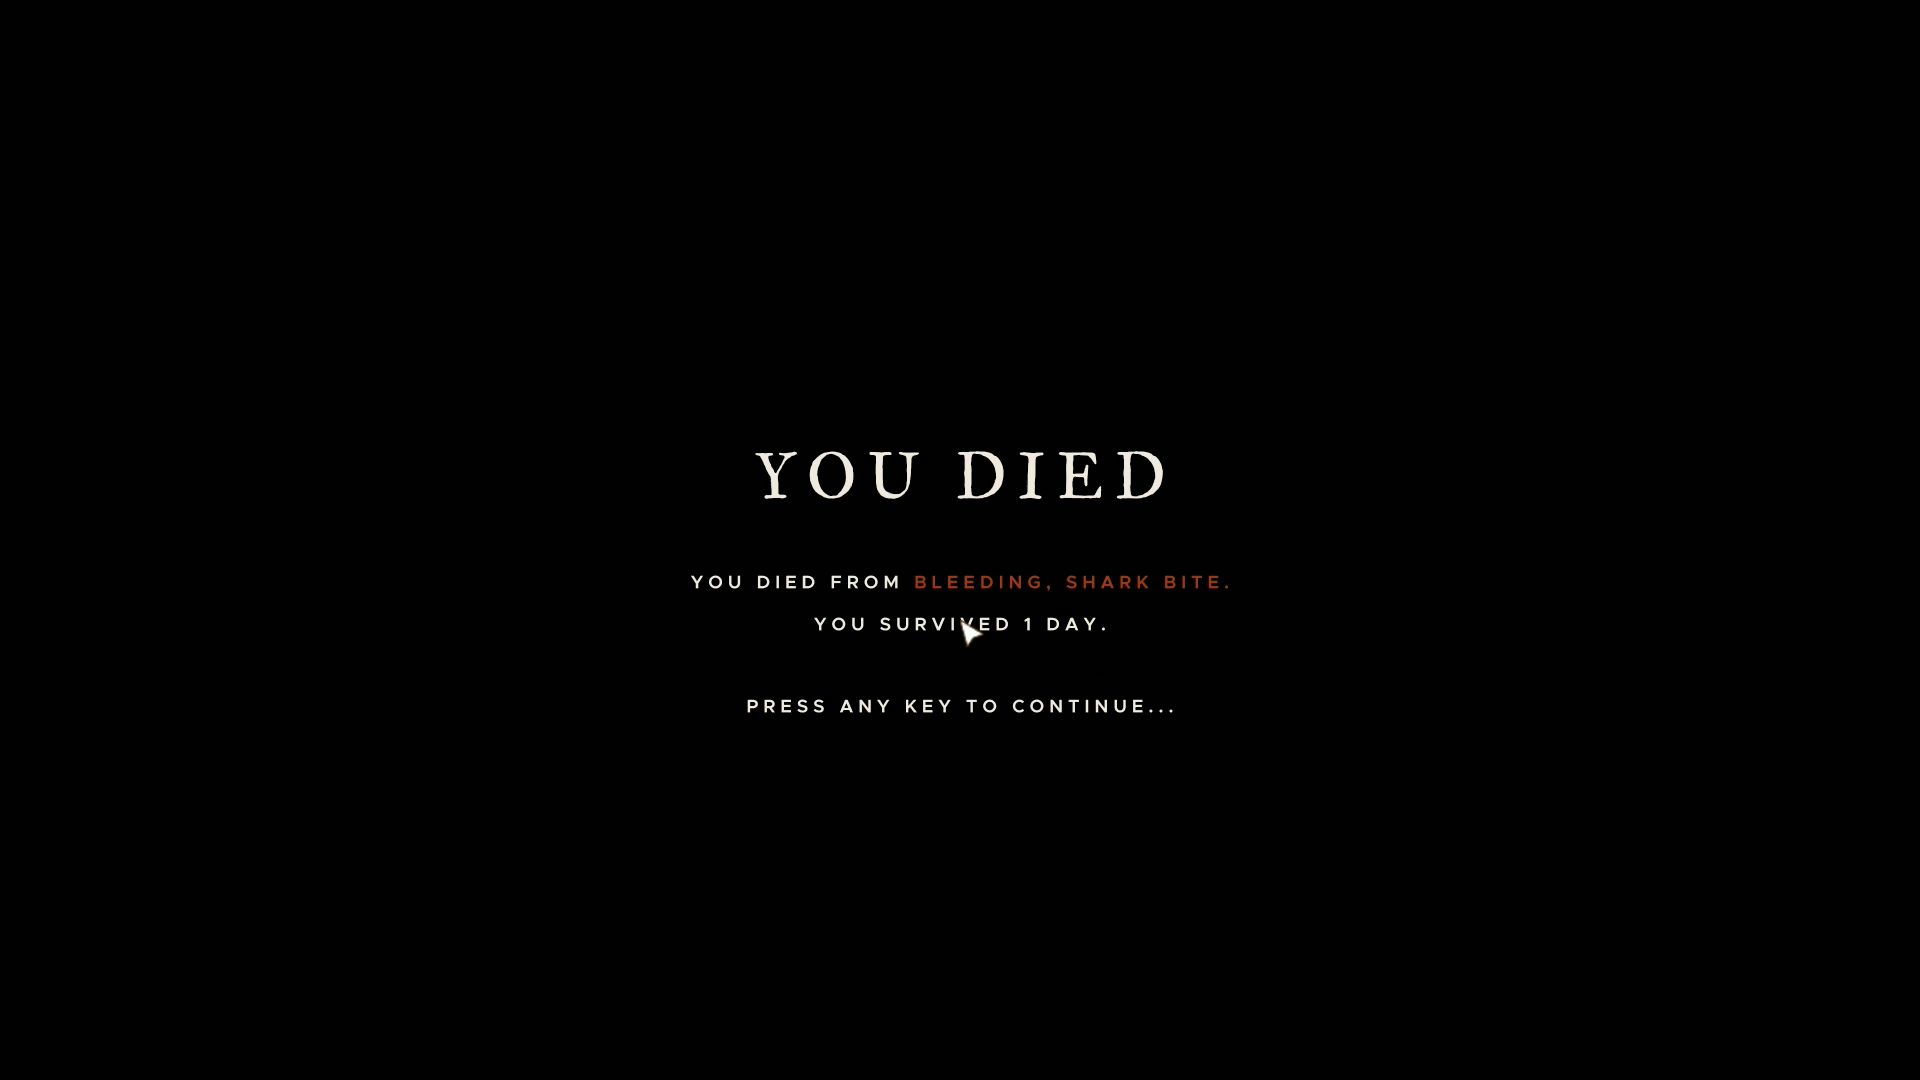 YOU DIED
YOU DIED FROM BLEEDING, SHARK BITE.
YOU SURVIVED 1 DAY.
PRESS ANY KEY TO CONTINUE...